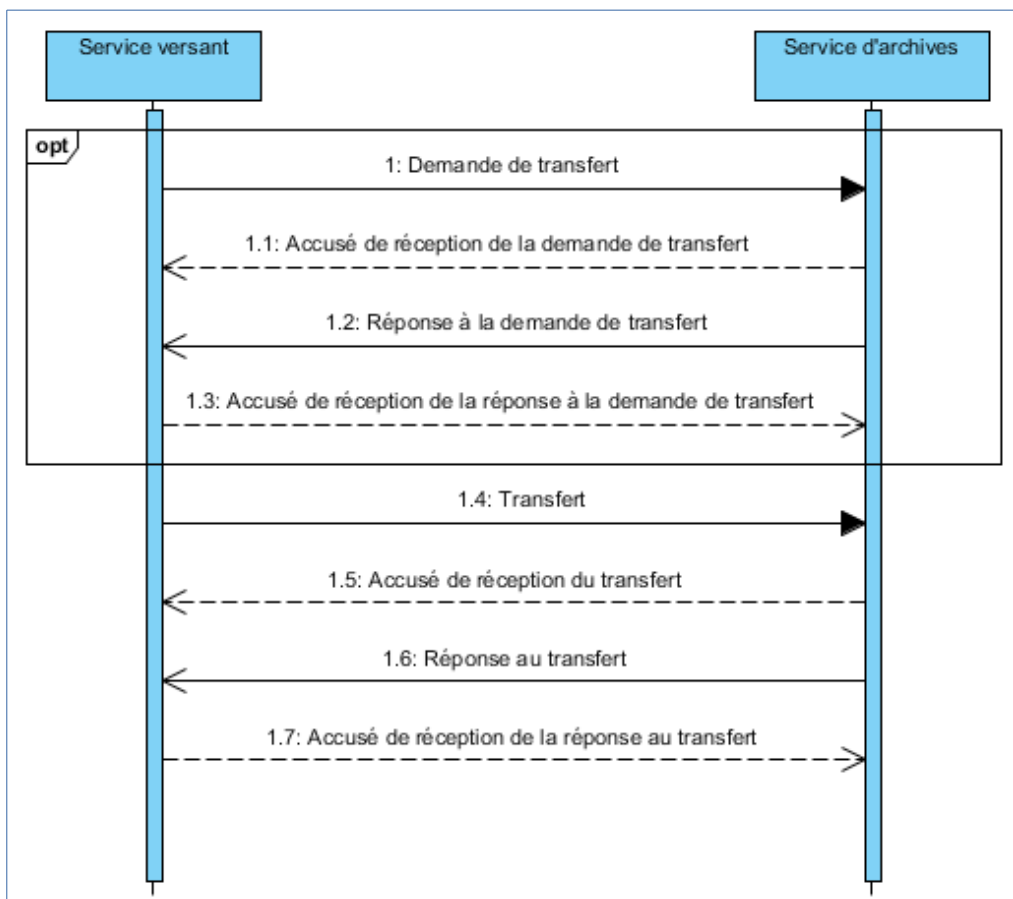 Service versant
Service d'archives
opt
1: Demande de transfert
1.1: Accusé de réception de la demande de transfert
1.2: Réponse à la demande de transfert
1.3: Accusé de réception de la réponse à la demande de transfert
1.4: Transfert
1.5: Accusé de réception du transfert
1.6: Réponse au transfert
1.7: Accusé de réception de la réponse au transfert